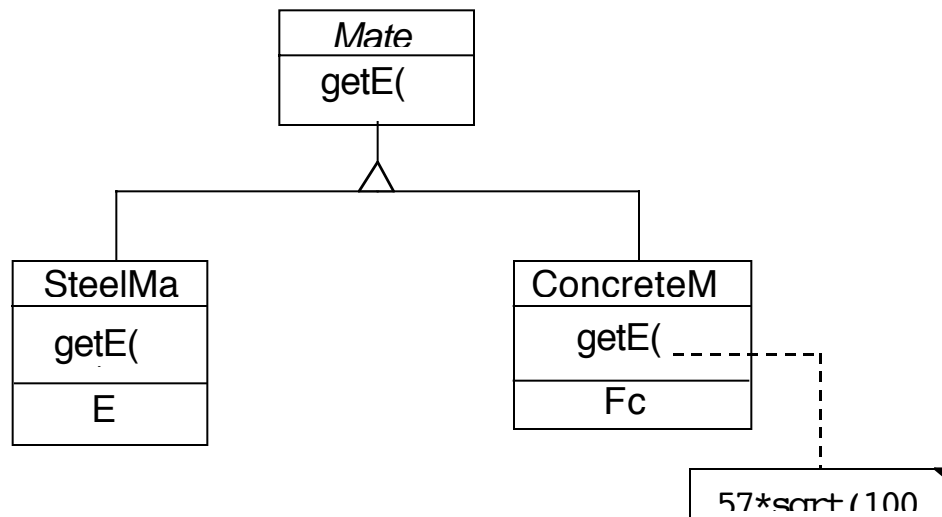 Mate
getE(
SteelMa
getE(
E
ConcreteM
getE(
Fc
57*sqrt(100